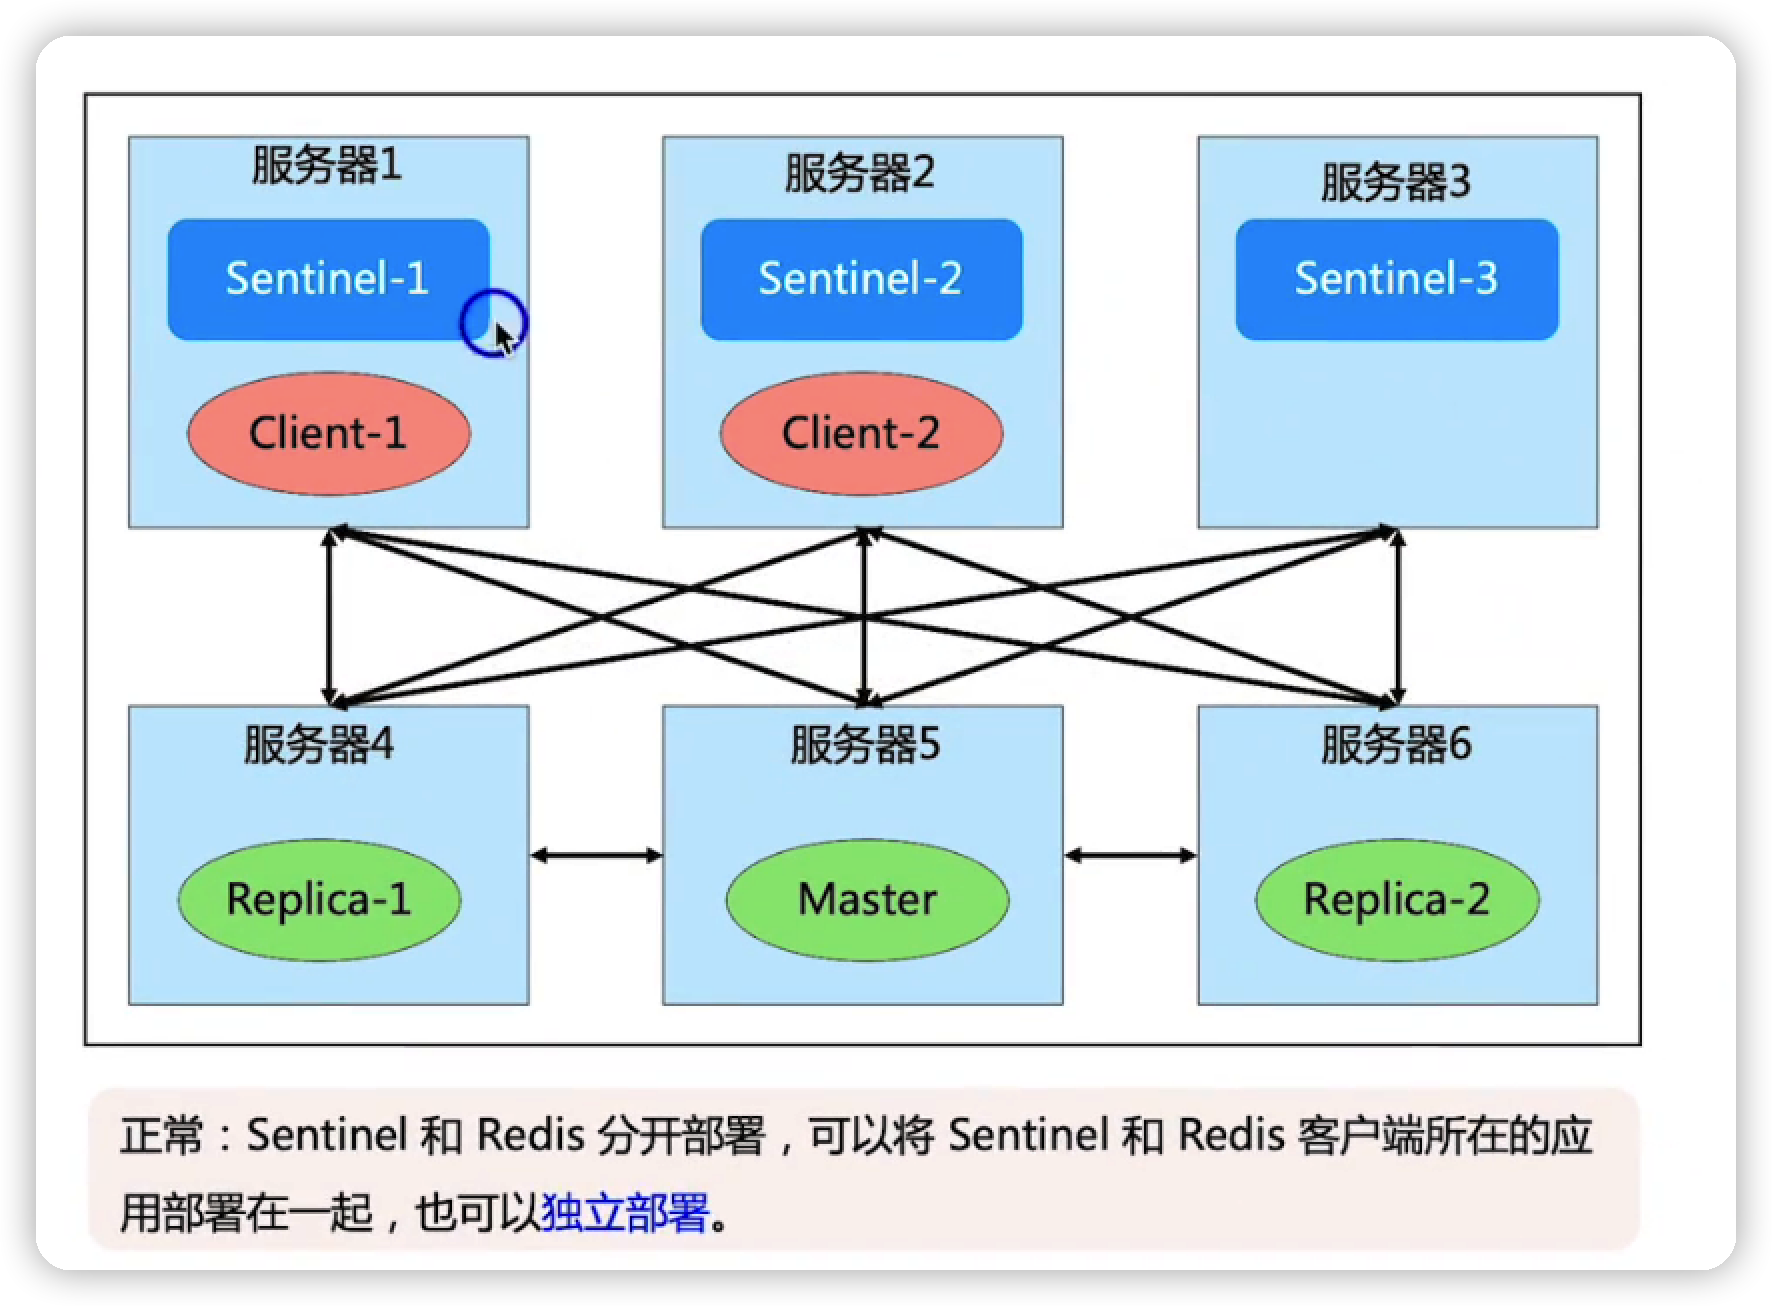 服务器1
服务器2
服务器3
Sentinel-1
Sentinel-2
Sentinel-3
Client-1
Client-2
服务器4
服务器5
服务器6
Replica-1
Master
Replica-2
正常：Sentinel 和 Redis 分开部署，可以将 Sentinel 和 Redis 客户端所在的应
用部署在一起，也可以独立部署。